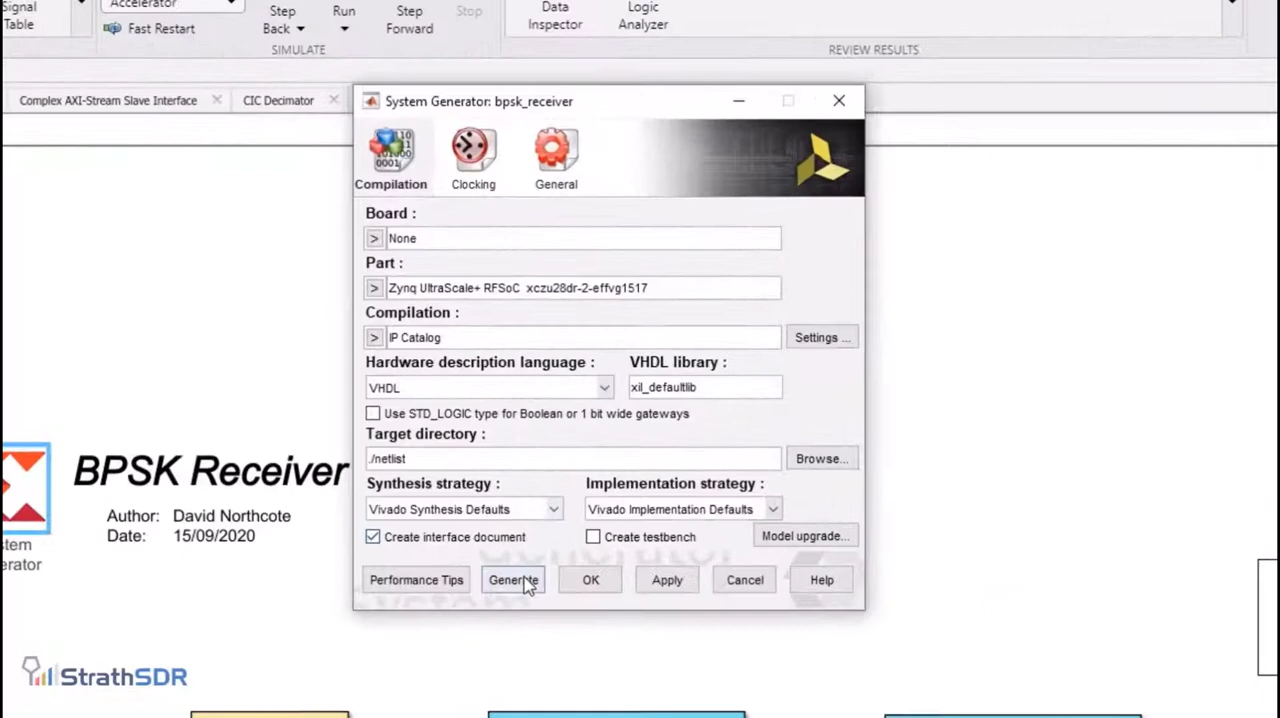 Signal
Table
Accelerator
Fast Restart
Step
Back
Run
Step
Forward
Stop
SIMULATE
Data
Inspector
Logic
Analyzer
REVIEW RESULTS
Complex AXI-Stream Slave Interface
CIC Decimator
System Generator: bpsk_receiver
Compilation
Clocking
General
Board :
> None
Part :
> Zynq UltraScale+ RFSoC xczu28dr-2-effvg1517
Compilation :
> IP Catalog
Settings ...
Hardware description language :
VHDL library :
VHDL
xil_defaultlib
Use STD_LOGIC type for Boolean or 1 bit wide gateways
Target directory :
./netlist
Browse...
Synthesis strategy :
Implementation strategy :
Vivado Synthesis Defaults
Vivado Implementation Defaults
Create interface document
Create testbench
Model upgrade...
Performance Tips
Generate
OK
Apply
Cancel
Help
BPSK Receiver
Author: David Northcote
Date: 15/09/2020
stem
erator
StrathSDR